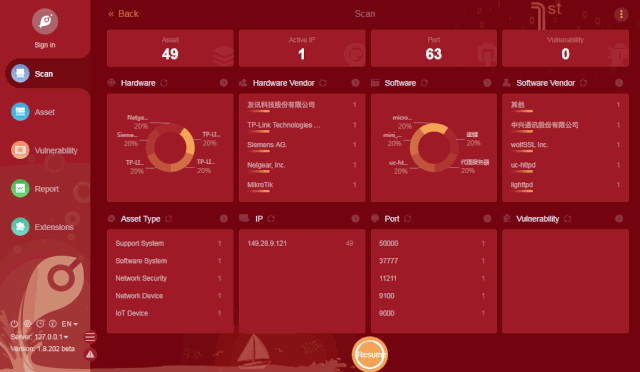 Sign in
Scan
Asset
Vulnerability
Report
Extensions
EN
Server: 127.0.0.1
Version: 1.8.202 beta
« Back
Scan
1st
Asset
49
Active IP
1
Port
63
Vulnerability
0
Hardware
Netge...
20%
Sieme...
20%
TP-LI...
20%
TP-LI...
20%
TP-LI...
20%
Hardware Vendor
友讯科技股份有限公司 1
TP-Link Technologies ... 1
Siemens AG. 1
Netgear, Inc. 1
MikroTik 1
Software
micro...
20%
mini_...
20%
uc-ht...
20%
20%
代理服务器
20%
Software Vendor
其他 1
中兴通讯股份有限公司 1
wolfSSL Inc. 1
uc-httpd 1
lighttpd 1
Asset Type
Support System 1
Software System 1
Network Security 1
Network Device 1
IoT Device 1
IP
149.28.9.121 49
Port
50000 1
37777 1
11211 1
9100 1
9000 1
Vulnerability
Resume